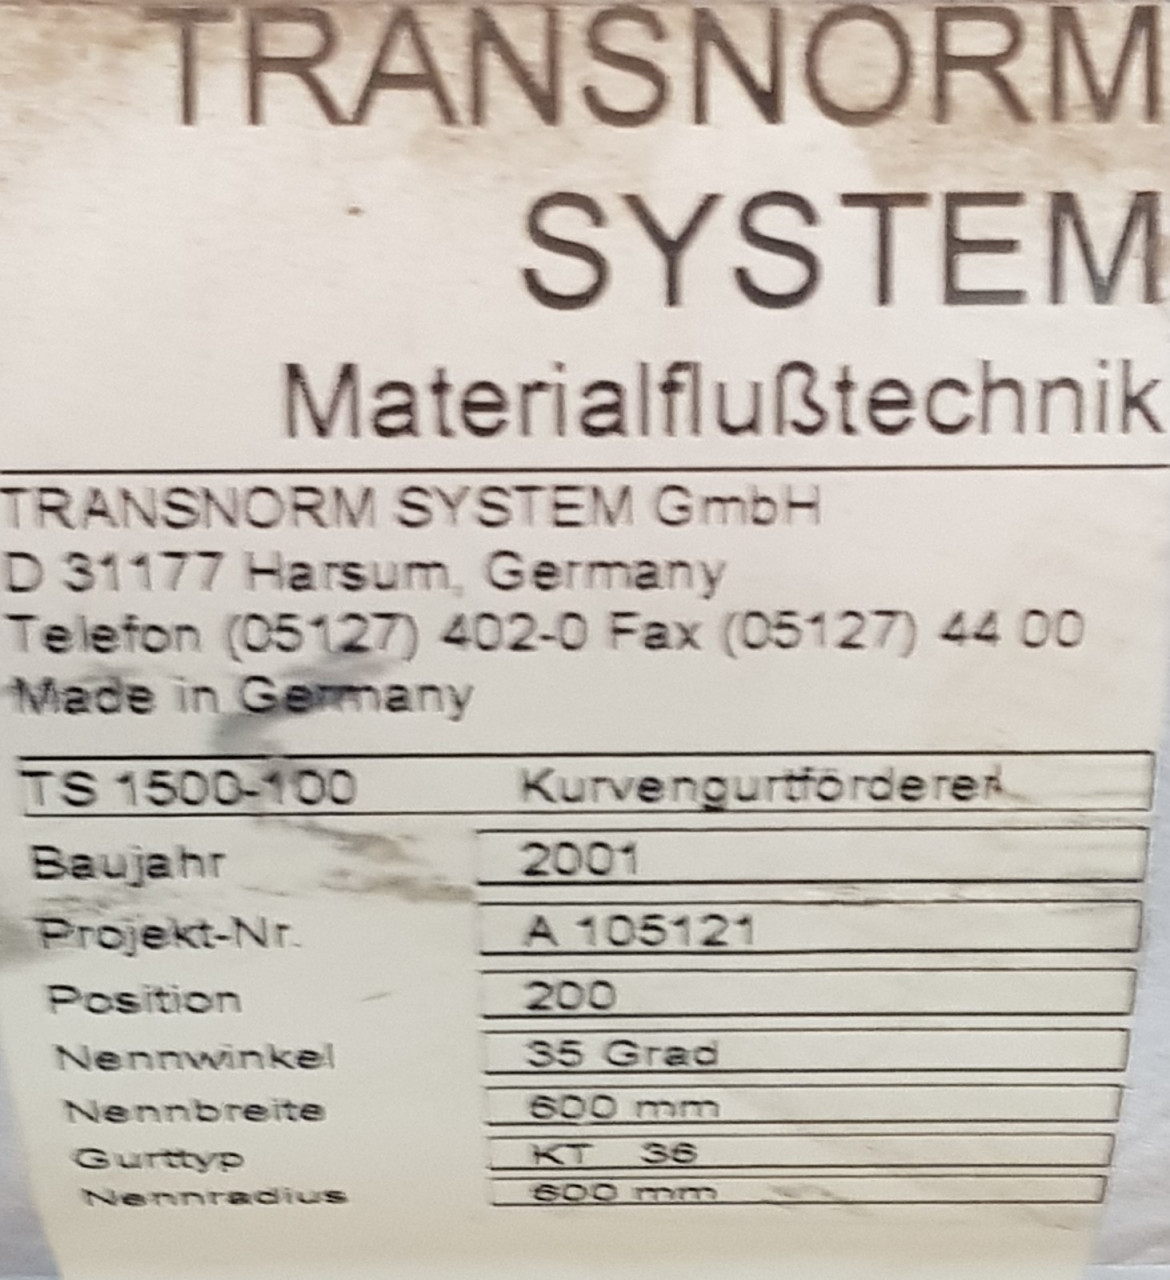 TRANSNORM
SYSTEM
Materialflußtechnik
TRANSNORM SYSTEM GmbH
D 31177 Harsum, Germany
Telefon (05127) 402-0 Fax (05127) 44 00
Made in Germany
TS 1500-100 Kurvengurtförderer
Baujahr 2001
Projekt-Nr. A 105121
Position 200
Nennwinkel 35 Grad
Nennbreite 600 mm
Gurttyp KT 36
Nennradius 600 mm